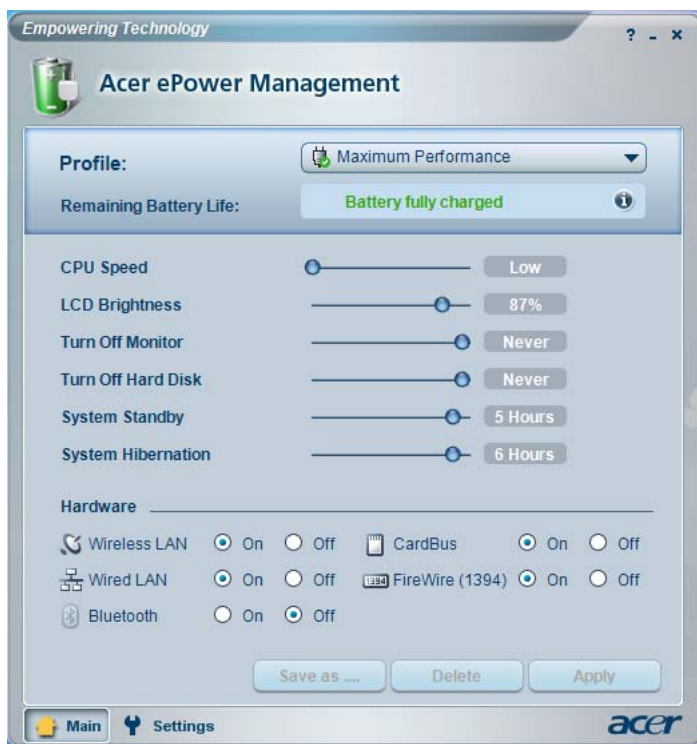 Empowering Technology
? - ×
Acer ePower Management
Profile: Maximum Performance
Remaining Battery Life: Battery fully charged i
CPU Speed Low
LCD Brightness 87%
Turn Off Monitor Never
Turn Off Hard Disk Never
System Standby 5 Hours
System Hibernation 6 Hours
Hardware
Wireless LAN On Off CardBus On Off
Wired LAN On Off 1394 FireWire (1394) On Off
Bluetooth On Off
Save as .... Delete Apply
Main Settings acer